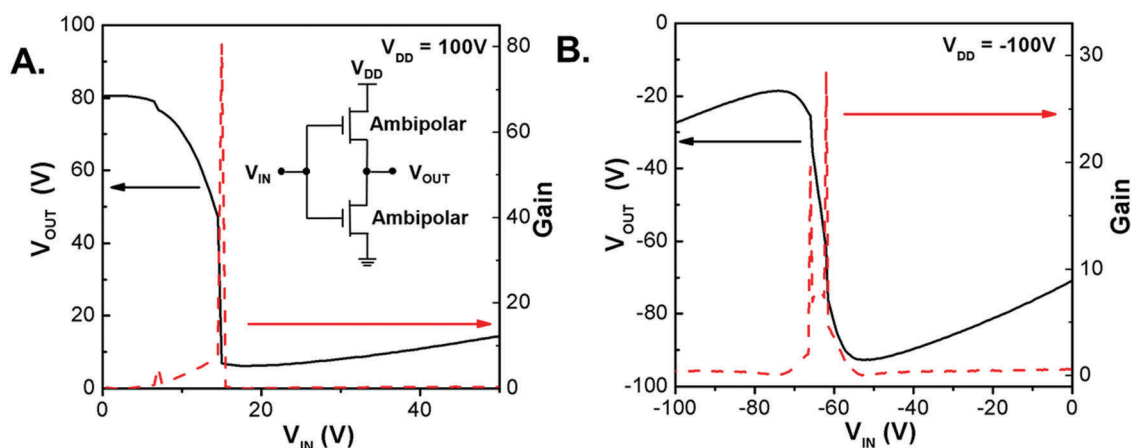 A.
V_DD = 100V
V_DD
Ambipolar
V_IN
V_OUT
Ambipolar
100
80
60
40
20
0
V_OUT (V)
80
60
40
20
0
Gain
0
20
40
V_IN (V)
B.
V_DD = -100V
-0
-20
-40
-60
-80
-100
V_OUT (V)
30
20
10
0
Gain
-100
-80
-60
-40
-20
0
V_IN (V)